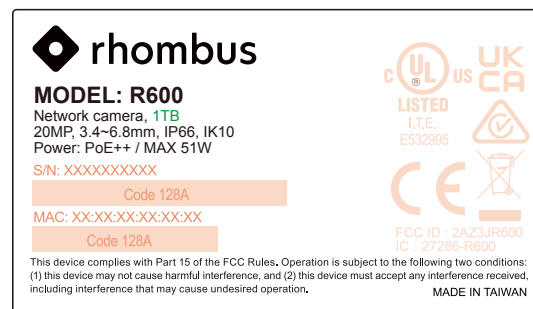 rhombus
MODEL: R600
Network camera, 1TB
20MP, 3.4~6.8mm, IP66, IK10
Power: PoE++ / MAX 51W
S/N: XXXXXXXXXX
Code 128A
MAC: XX:XX:XX:XX:XX:XX
Code 128A
C UL US
LISTED
I.T.E.
E532995
UK
CA
CE
FCC ID : 2AZ3JR600
IC : 27286-R600
This device complies with Part 15 of the FCC Rules. Operation is subject to the following two conditions:
(1) this device may not cause harmful interference, and (2) this device must accept any interference received,
including interference that may cause undesired operation.
MADE IN TAIWAN